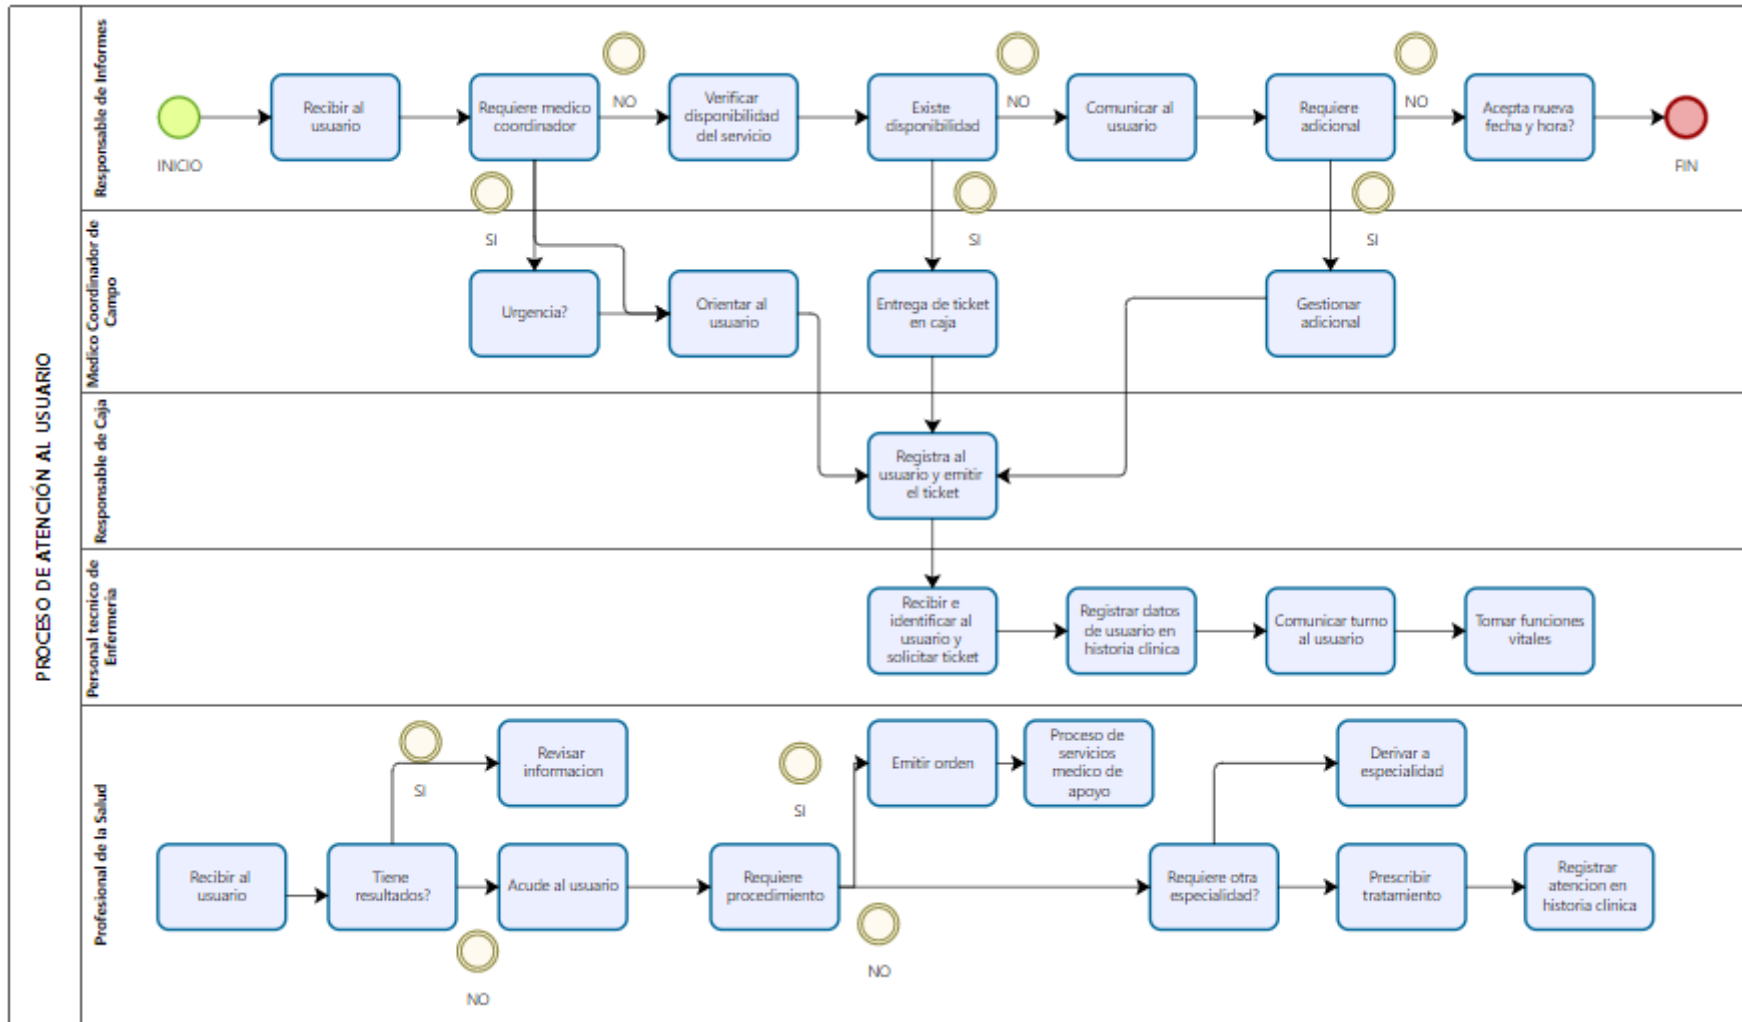 PROCESO DE ATENCIÓN AL USUARIO
Responsable de Informes
INICIO
Recibir al
usuario
Requiere medico
coordinador
NO
SI
Verificar
disponibilidad
del servicio
Existe
disponibilidad
NO
SI
Comunicar al
usuario
Requiere
adicional
NO
SI
Acepta nueva
fecha y hora?
FIN
Medico Coordinador de
Campo
Urgencia?
Orientar al
usuario
Entrega de ticket
en caja
Gestionar
adicional
Responsable de Caja
Registra al
usuario y emitir
el ticket
Personal tecnico de
Enfermeria
Recibir e
identificar al
usuario y
solicitar ticket
Registrar datos
de usuario en
historia clinica
Comunicar turno
al usuario
Tomar funciones
vitales
Profesional de la Salud
Recibir al
usuario
Tiene
resultados?
SI
NO
Revisar
informacion
Acude al usuario
Requiere
procedimiento
SI
NO
Emitir orden
Proceso de
servicios
medico de
apoyo
Requiere otra
especialidad?
Derivar a
especialidad
Prescribir
tratamiento
Registrar
atencion en
historia clinica